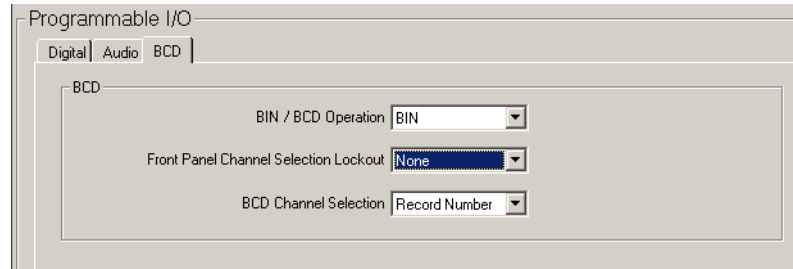 Programmable I/O
Digital Audio BCD
BCD
BIN / BCD Operation BIN
Front Panel Channel Selection Lockout None
BCD Channel Selection Record Number